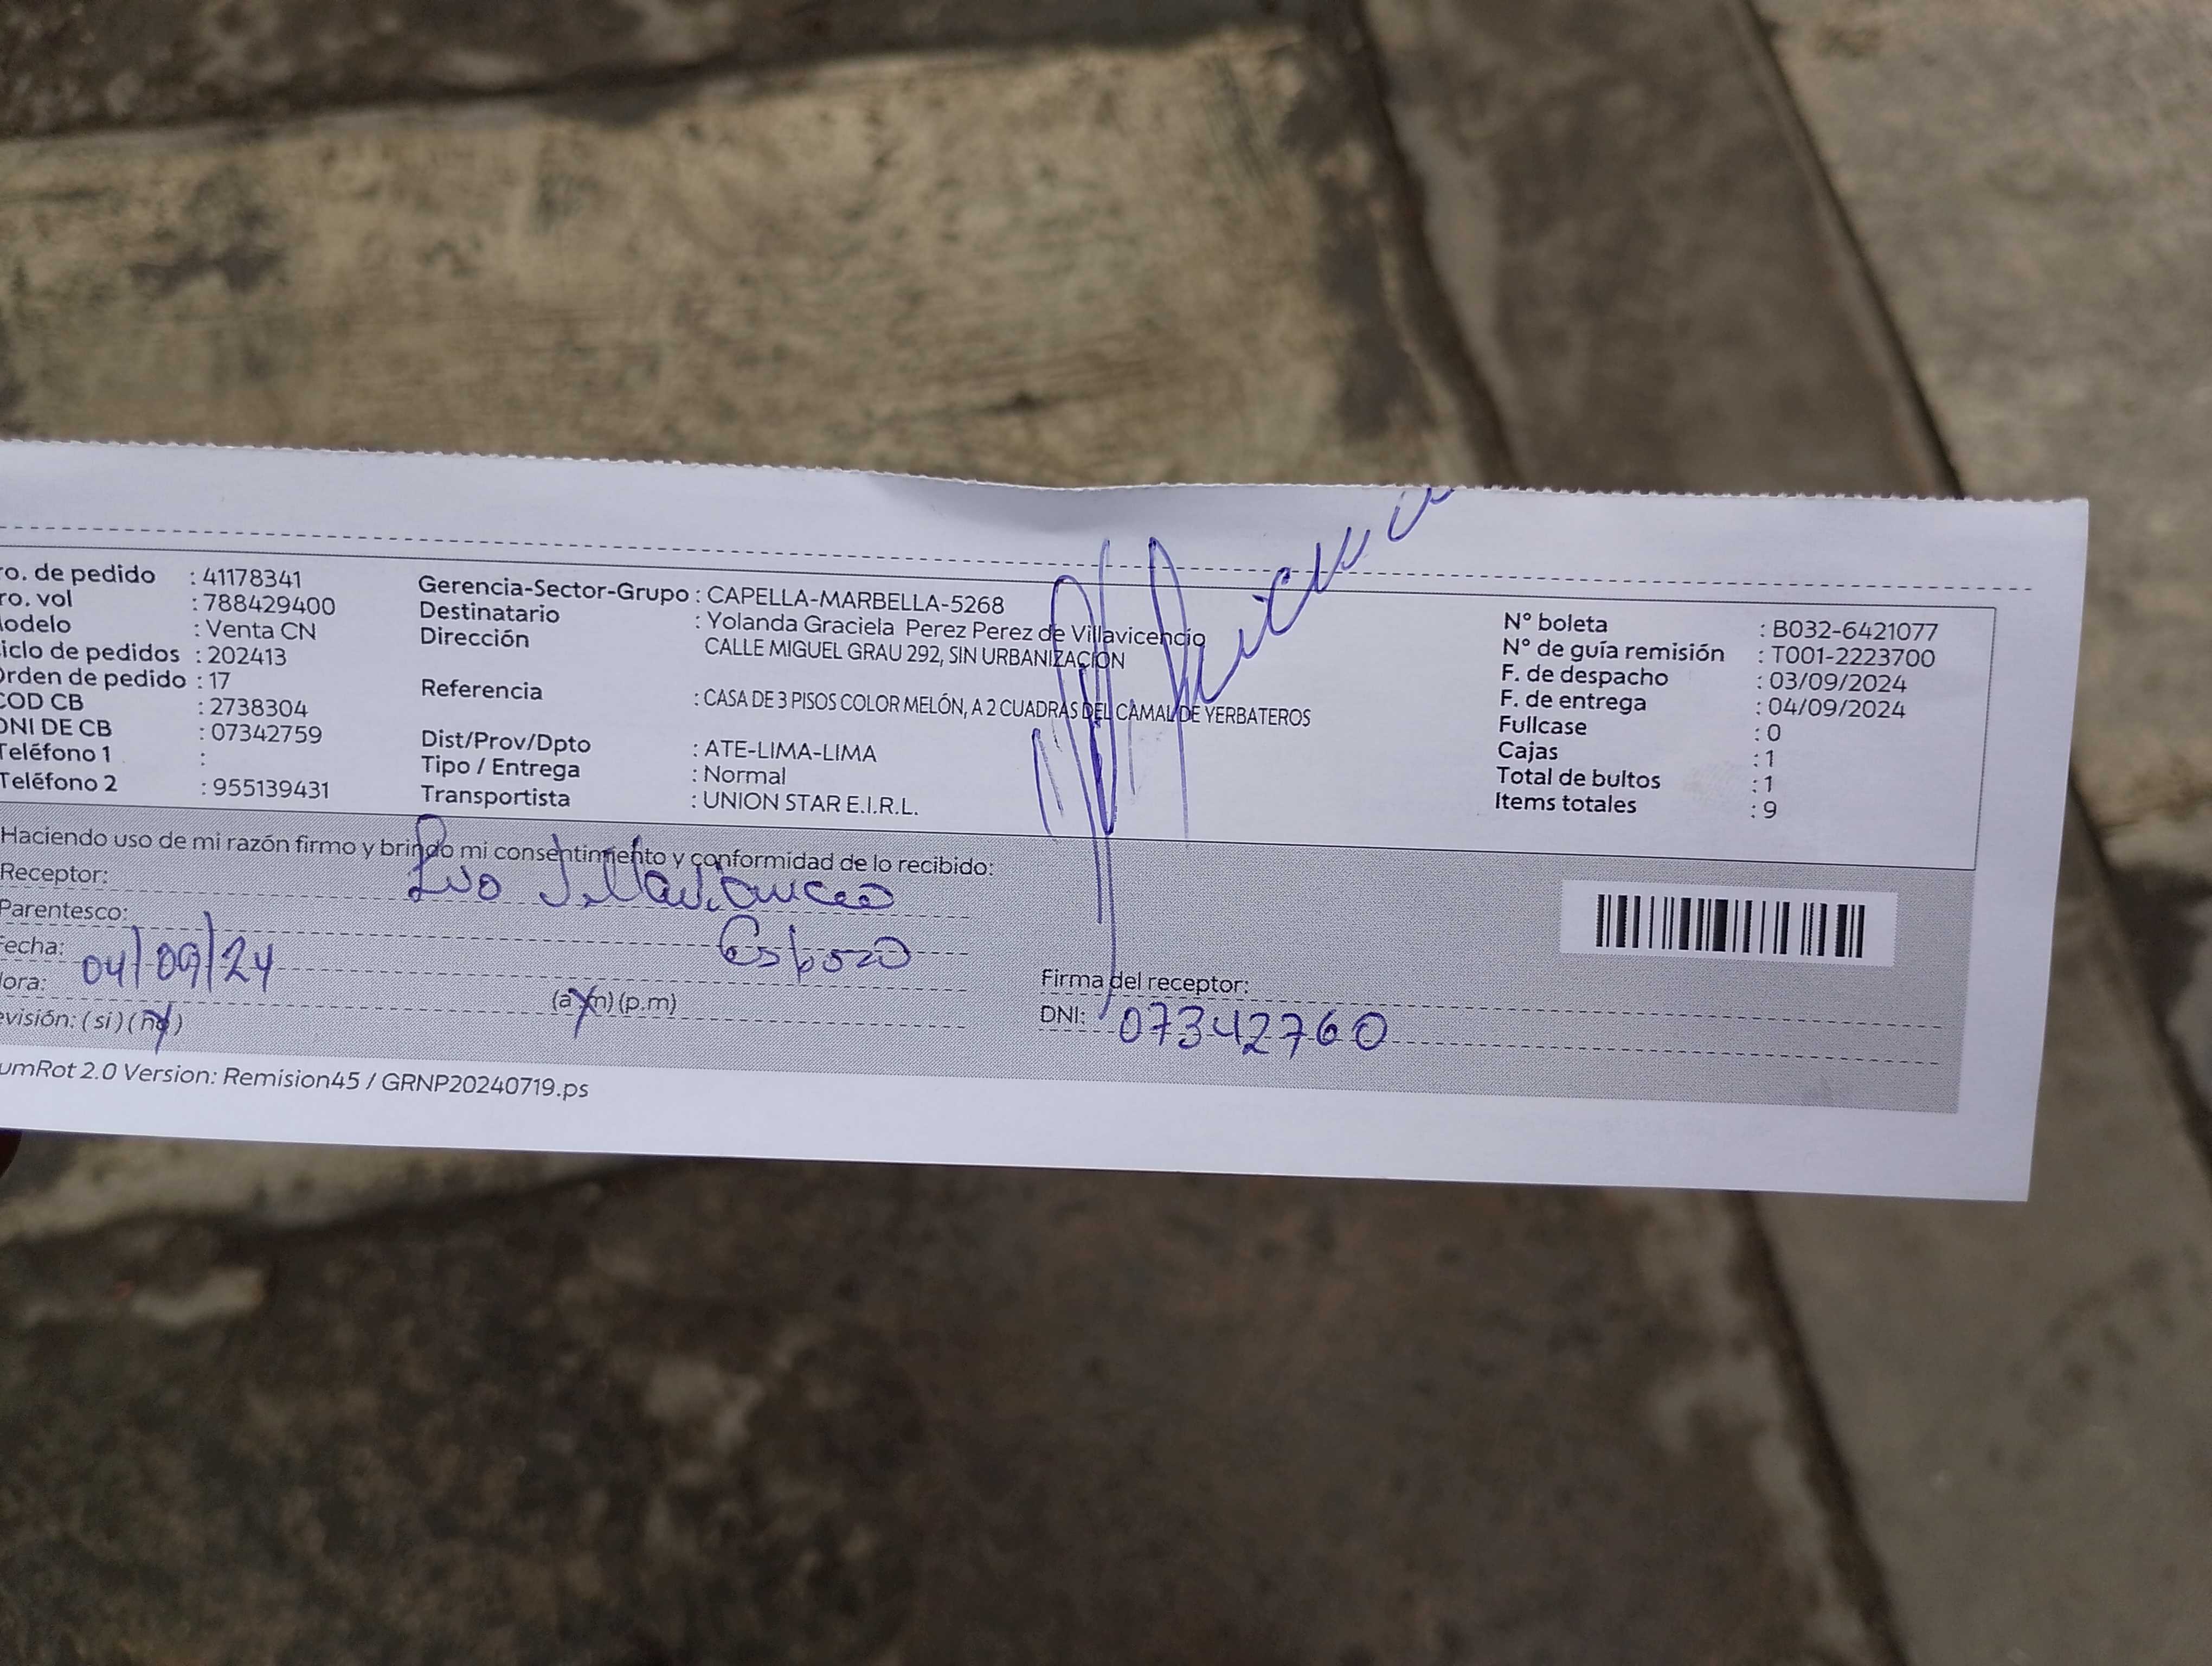 ro. de pedido : 41178341
ro. vol : 788429400
lodelo : Venta CN
iclo de pedidos : 202413
Orden de pedido : 17
COD CB : 2738304
DNI DE CB : 07342759
Teléfono 1 :
Teléfono 2 : 955139431
Gerencia-Sector-Grupo : CAPELLA-MARBELLA-5268
Destinatario : Yolanda Graciela Perez Perez de Villavicencio
Dirección CALLE MIGUEL GRAU 292, SIN URBANIZACIÓN
Referencia : CASA DE 3 PISOS COLOR MELÓN, A 2 CUADRAS DEL CAMAL DE YERBATEROS
Dist/Prov/Dpto : ATE-LIMA-LIMA
Tipo / Entrega : Normal
Transportista : UNION STAR E.I.R.L.
N° boleta : B032-6421077
N° de guía remisión : T001-2223700
F. de despacho : 03/09/2024
F. de entrega : 04/09/2024
Fullcase : 0
Cajas : 1
Total de bultos : 1
Items totales : 9
Haciendo uso de mi razón firmo y brindo mi consentimiento y conformidad de lo recibido:
Receptor: Villavicencio
Parentesco: Esposo
Fecha: 04/09/24
lora: (a.m) (p.m)
evisión: (si) (no)
Firma del receptor:
DNI: 07342760
umRot 2.0 Version: Remision45 / GRNP20240719.ps